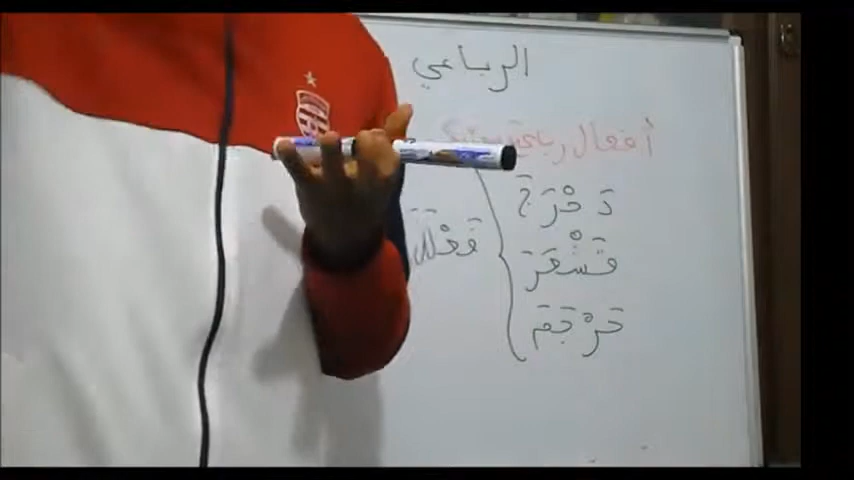 الرباعي
أفعال رباعية
دَحْرَجَ
قَشْعَرَ
حَرْجَمَ
فَعْلَلَ